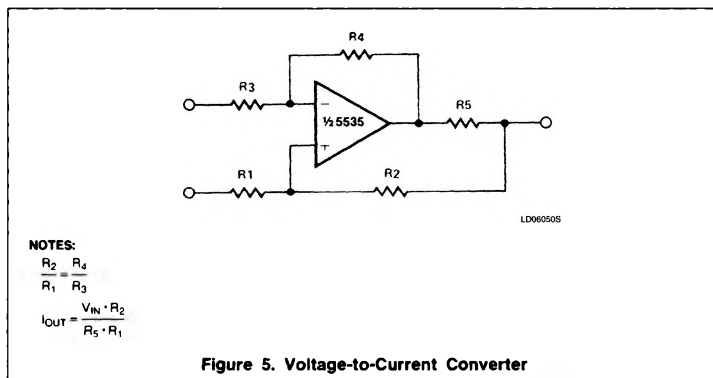 R4
R3
R5
−
½ 5535
+
R1
R2
LD06050S
NOTES:
R₂/R₁ = R₄/R₃
IOUT = VIN • R₂ / R₅ • R₁
Figure 5. Voltage-to-Current Converter